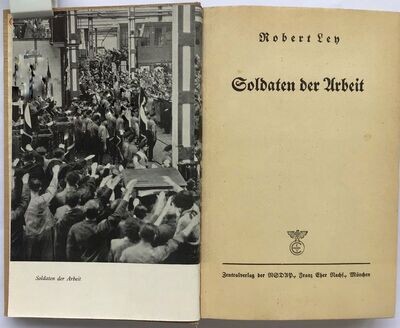 Soldaten der Arbeit
Robert Ley
Soldaten der Arbeit
Zentralverlag der NSDAP., Franz Eher Nachf., München